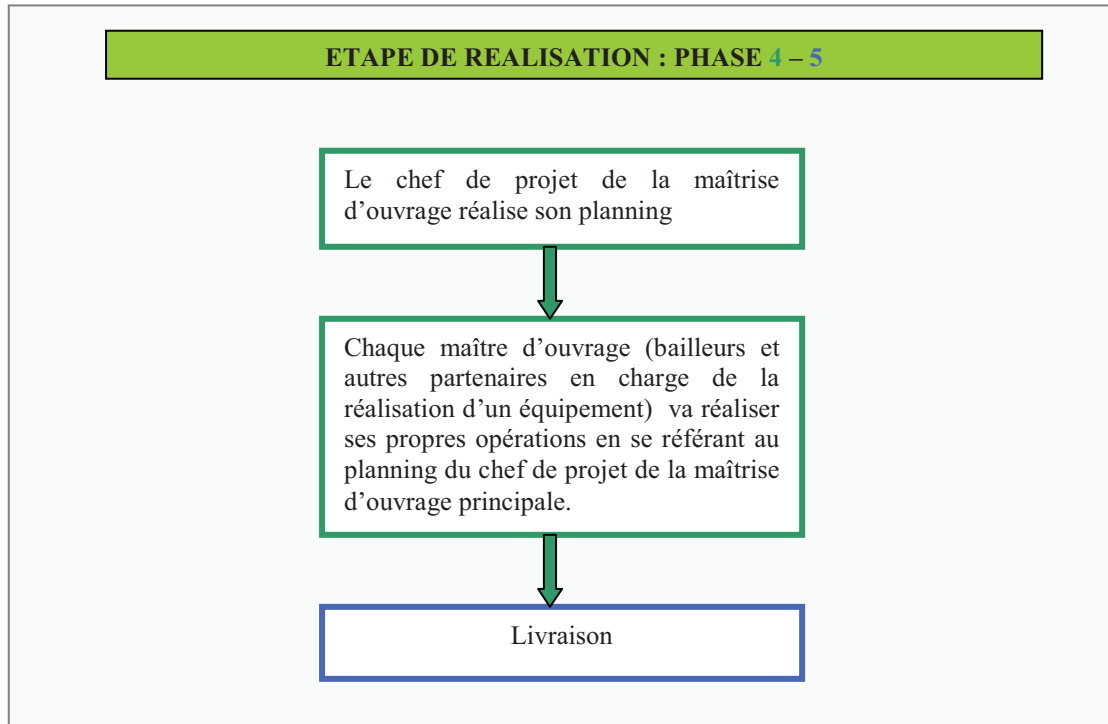 ETAPE DE REALISATION : PHASE 4 – 5
Le chef de projet de la maîtrise
d’ouvrage réalise son planning
Chaque maître d’ouvrage (bailleurs et
autres partenaires en charge de la
réalisation d’un équipement)  va réaliser
ses propres opérations en se référant au
planning du chef de projet de la maîtrise
d’ouvrage principale.
Livraison